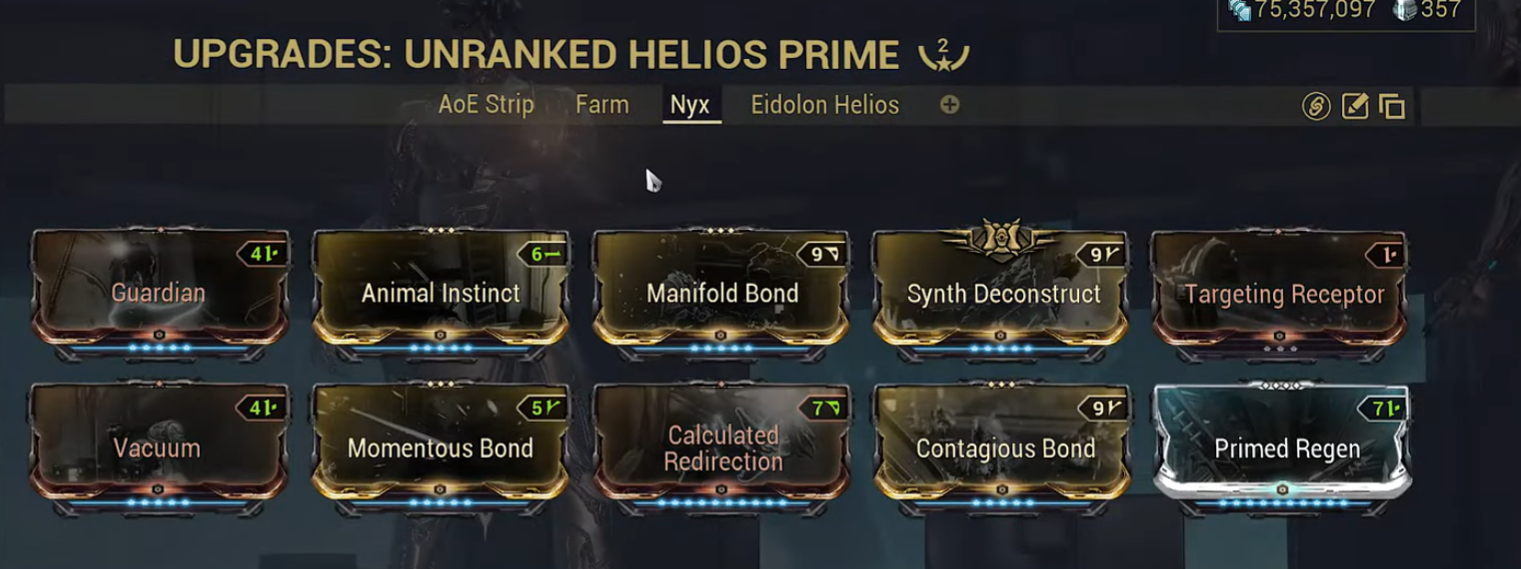 75,357,097 357
UPGRADES: UNRANKED HELIOS PRIME 2
AoE Strip Farm Nyx Eidolon Helios
41 6 9 9 1
Guardian Animal Instinct Manifold Bond Synth Deconstruct Targeting Receptor
41 5 7 9 71
Vacuum Momentous Bond Calculated Redirection Contagious Bond Primed Regen